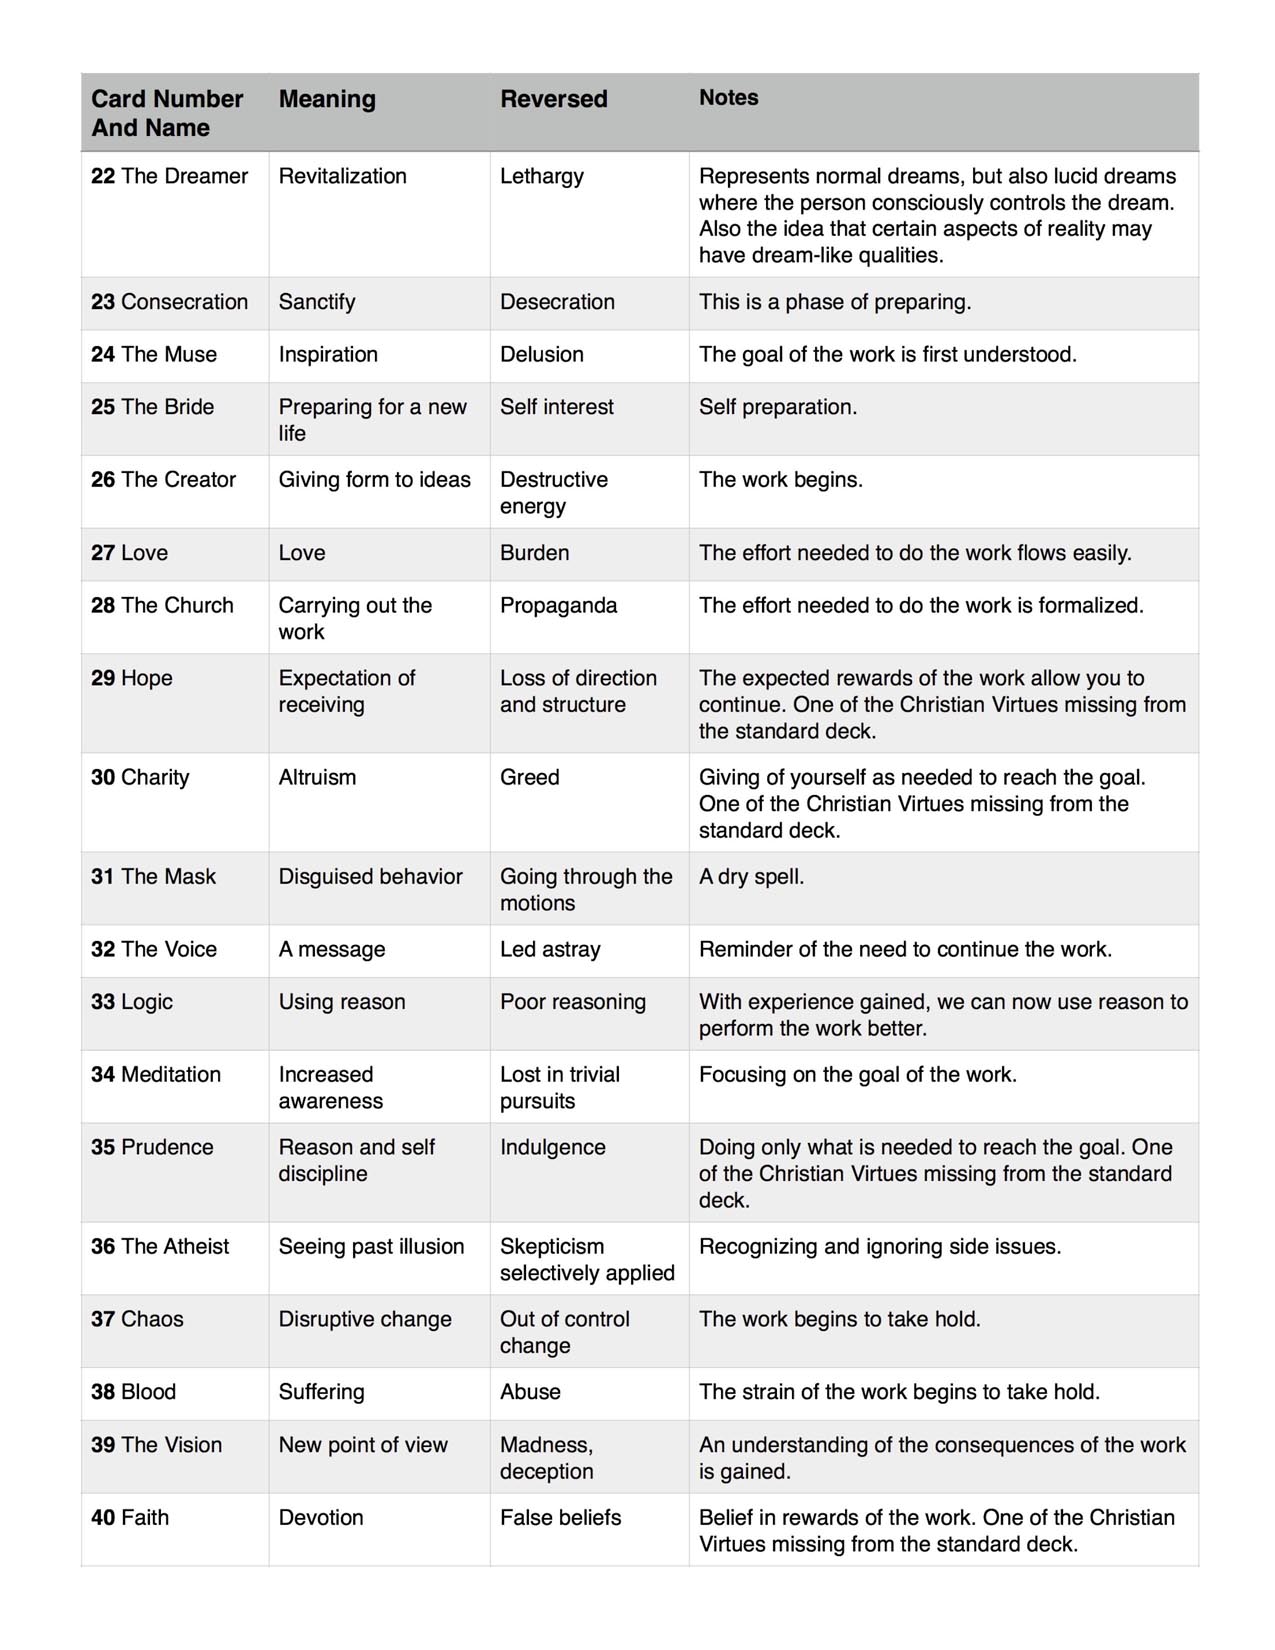 Card Number And Name Meaning Reversed Notes
22 The Dreamer Revitalization Lethargy Represents normal dreams, but also lucid dreams where the person consciously controls the dream. Also the idea that certain aspects of reality may have dream-like qualities.
23 Consecration Sanctify Desecration This is a phase of preparing.
24 The Muse Inspiration Delusion The goal of the work is first understood.
25 The Bride Preparing for a new life Self interest Self preparation.
26 The Creator Giving form to ideas Destructive energy The work begins.
27 Love Love Burden The effort needed to do the work flows easily.
28 The Church Carrying out the work Propaganda The effort needed to do the work is formalized.
29 Hope Expectation of receiving Loss of direction and structure The expected rewards of the work allow you to continue. One of the Christian Virtues missing from the standard deck.
30 Charity Altruism Greed Giving of yourself as needed to reach the goal. One of the Christian Virtues missing from the standard deck.
31 The Mask Disguised behavior Going through the motions A dry spell.
32 The Voice A message Led astray Reminder of the need to continue the work.
33 Logic Using reason Poor reasoning With experience gained, we can now use reason to perform the work better.
34 Meditation Increased awareness Lost in trivial pursuits Focusing on the goal of the work.
35 Prudence Reason and self discipline Indulgence Doing only what is needed to reach the goal. One of the Christian Virtues missing from the standard deck.
36 The Atheist Seeing past illusion Skepticism selectively applied Recognizing and ignoring side issues.
37 Chaos Disruptive change Out of control change The work begins to take hold.
38 Blood Suffering Abuse The strain of the work begins to take hold.
39 The Vision New point of view Madness, deception An understanding of the consequences of the work is gained.
40 Faith Devotion False beliefs Belief in rewards of the work. One of the Christian Virtues missing from the standard deck.